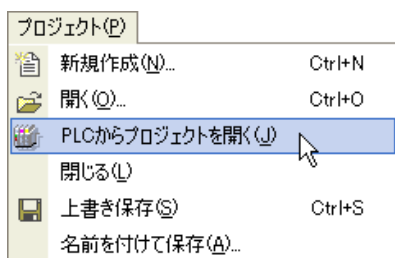 プロジェクト(P)
新規作成(N)... Ctrl+N
開く(O)... Ctrl+O
PLCからプロジェクトを開く(J)
閉じる(L)
上書き保存(S) Ctrl+S
名前を付けて保存(A)...